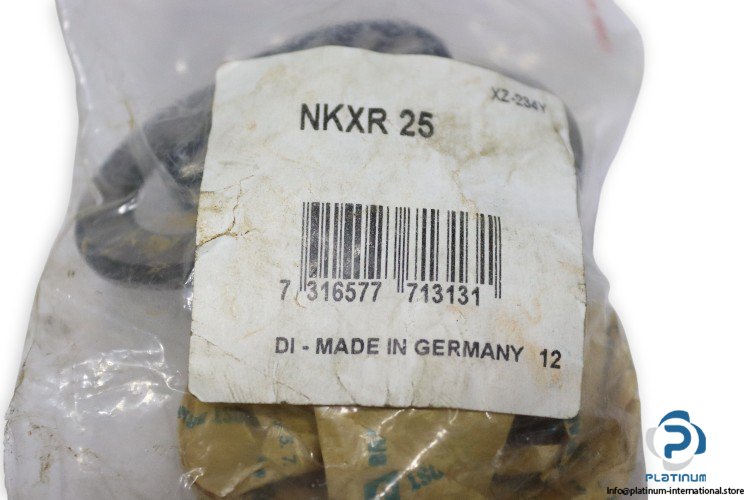 XZ-234Y
NKXR 25
7 316577 713131
DI - MADE IN GERMANY 12
PLATINUM
Info@platinum-international.store